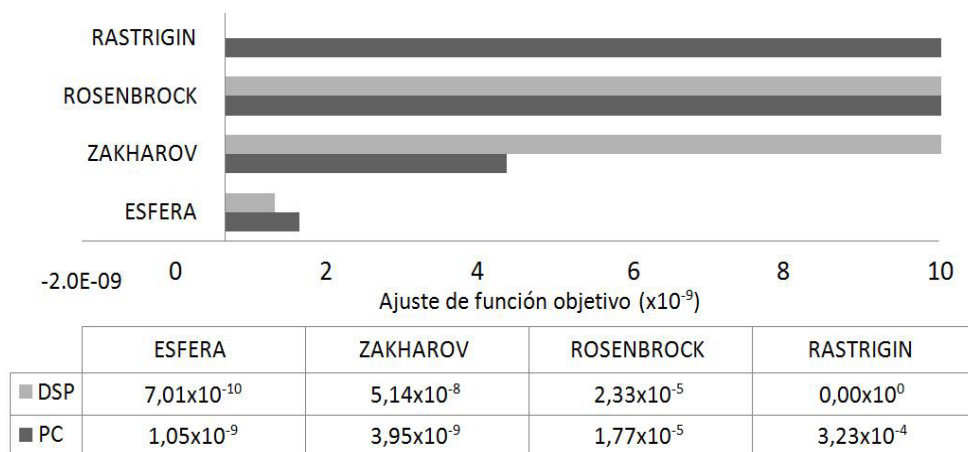 RASTRIGIN
ROSENBROCK
ZAKHAROV
ESFERA
-2.0E-09 0 2 4 6 8 10
Ajuste de función objetivo (x10⁻⁹)
ESFERA ZAKHAROV ROSENBROCK RASTRIGIN
DSP 7,01x10⁻¹⁰ 5,14x10⁻⁸ 2,33x10⁻⁵ 0,00x10⁰
PC 1,05x10⁻⁹ 3,95x10⁻⁹ 1,77x10⁻⁵ 3,23x10⁻⁴